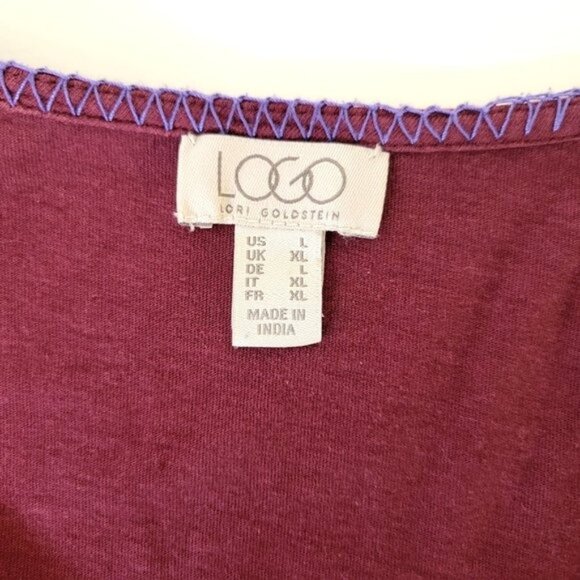 LOGO
LORI GOLDSTEIN
US L
UK XL
DE L
IT XL
FR XL
MADE IN
INDIA